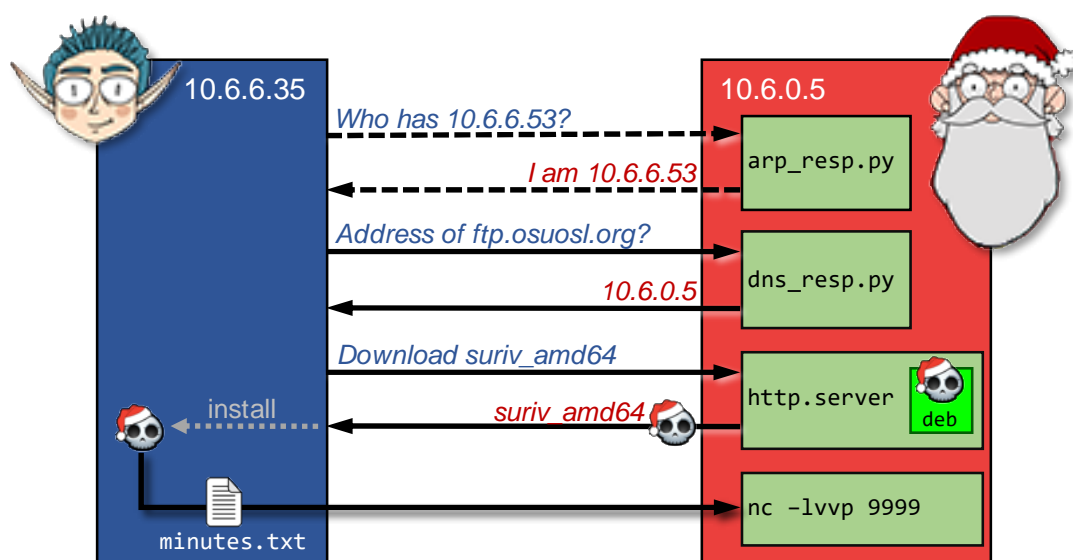 10.6.6.35
10.6.0.5
Who has 10.6.6.53?
arp_resp.py
I am 10.6.6.53
Address of ftp.osuosl.org?
dns_resp.py
10.6.0.5
Download suriv_amd64
http.server
deb
install
suriv_amd64
nc –lvvp 9999
minutes.txt